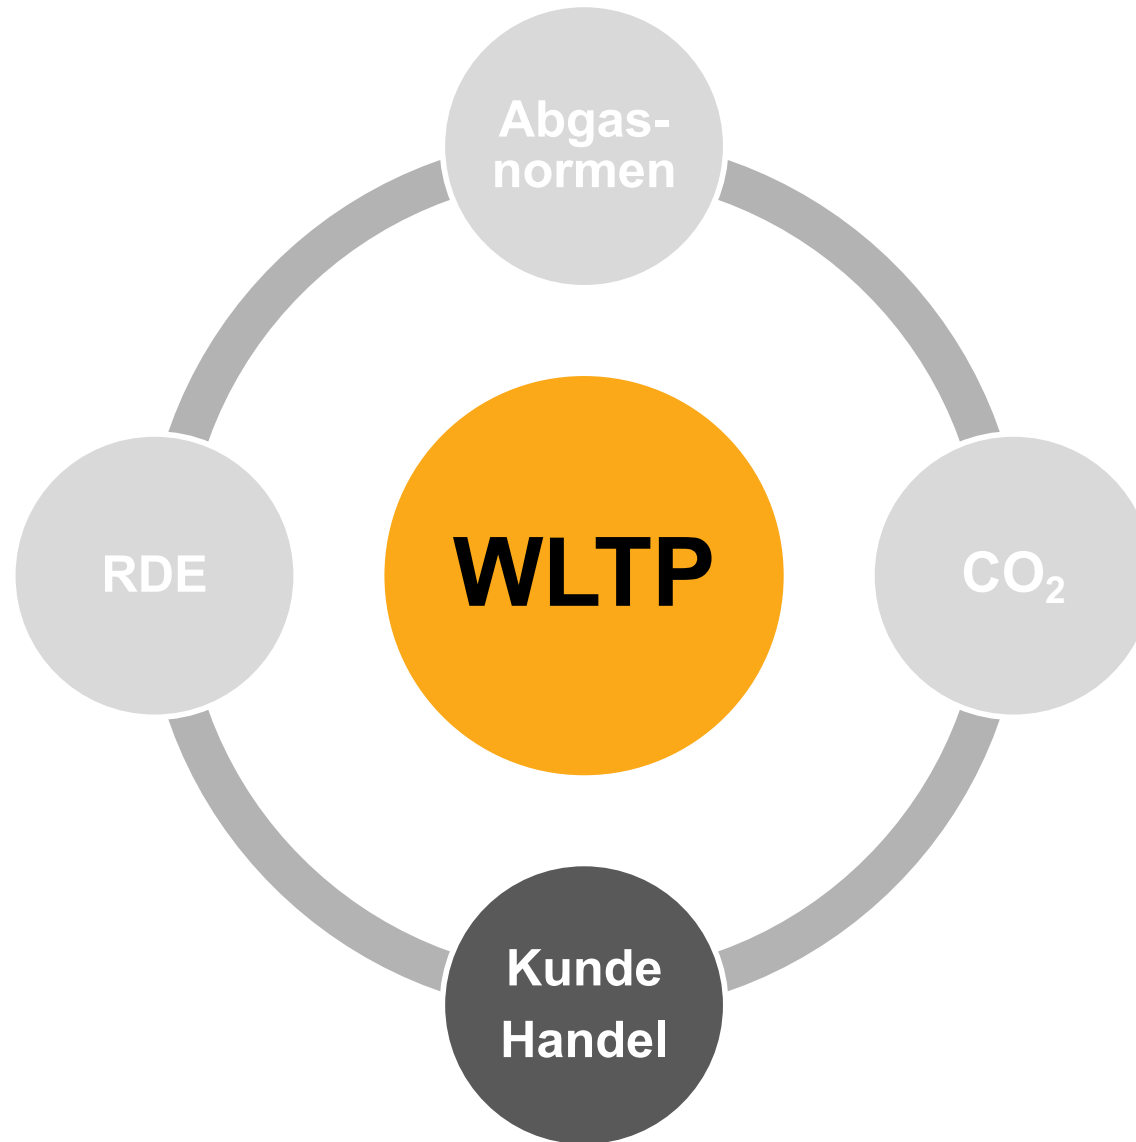 Abgas-
normen
RDE
WLTP
CO₂
Kunde
Handel